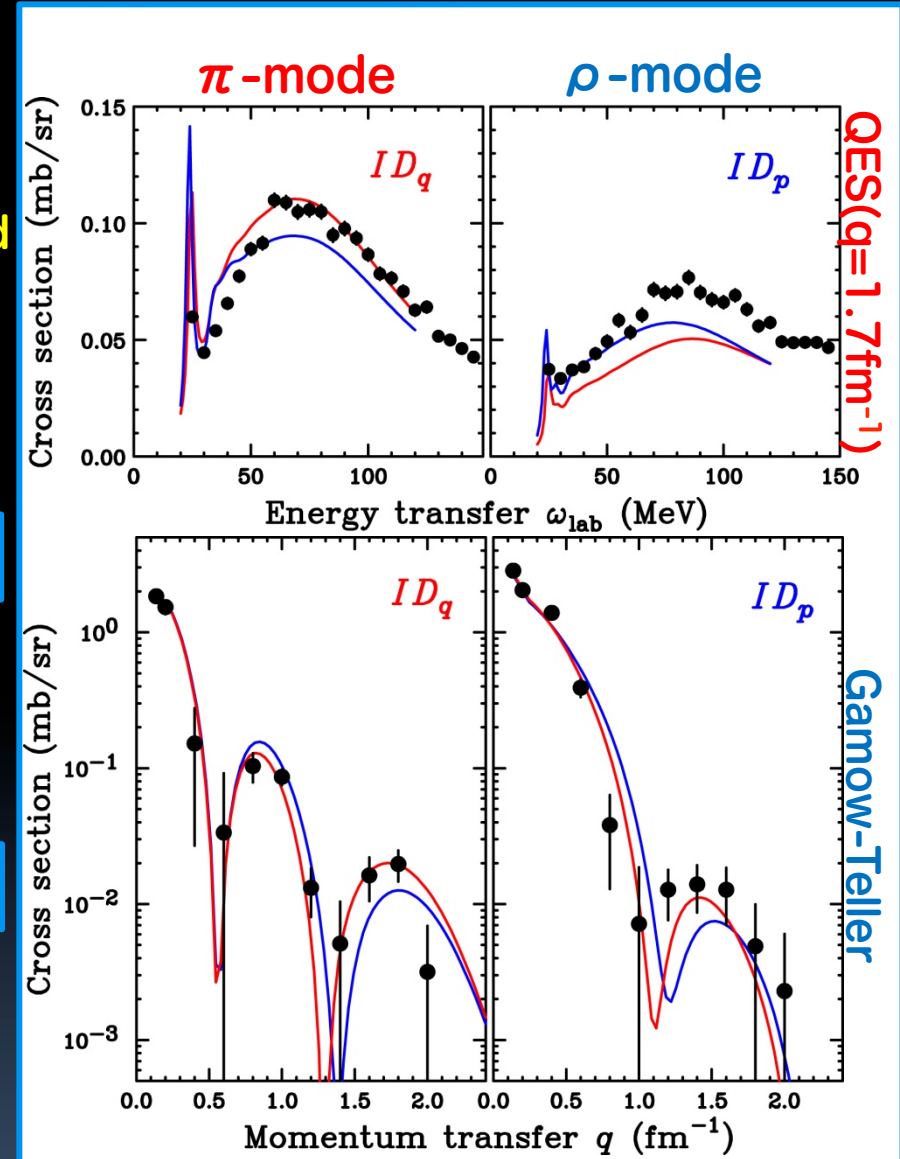 π-mode
ρ-mode
d
Cross section (mb/sr)
0.15
0.10
0.05
0.00
ID_q
ID_p
QES(q=1.7fm⁻¹)
0 50 100
0 50 100 150
Energy transfer ω_lab (MeV)
Cross section (mb/sr)
10⁰
10⁻¹
10⁻²
10⁻³
ID_q
ID_p
Gamow-Teller
0.0 0.5 1.0 1.5 2.0
0.0 0.5 1.0 1.5 2.0
Momentum transfer q (fm⁻¹)